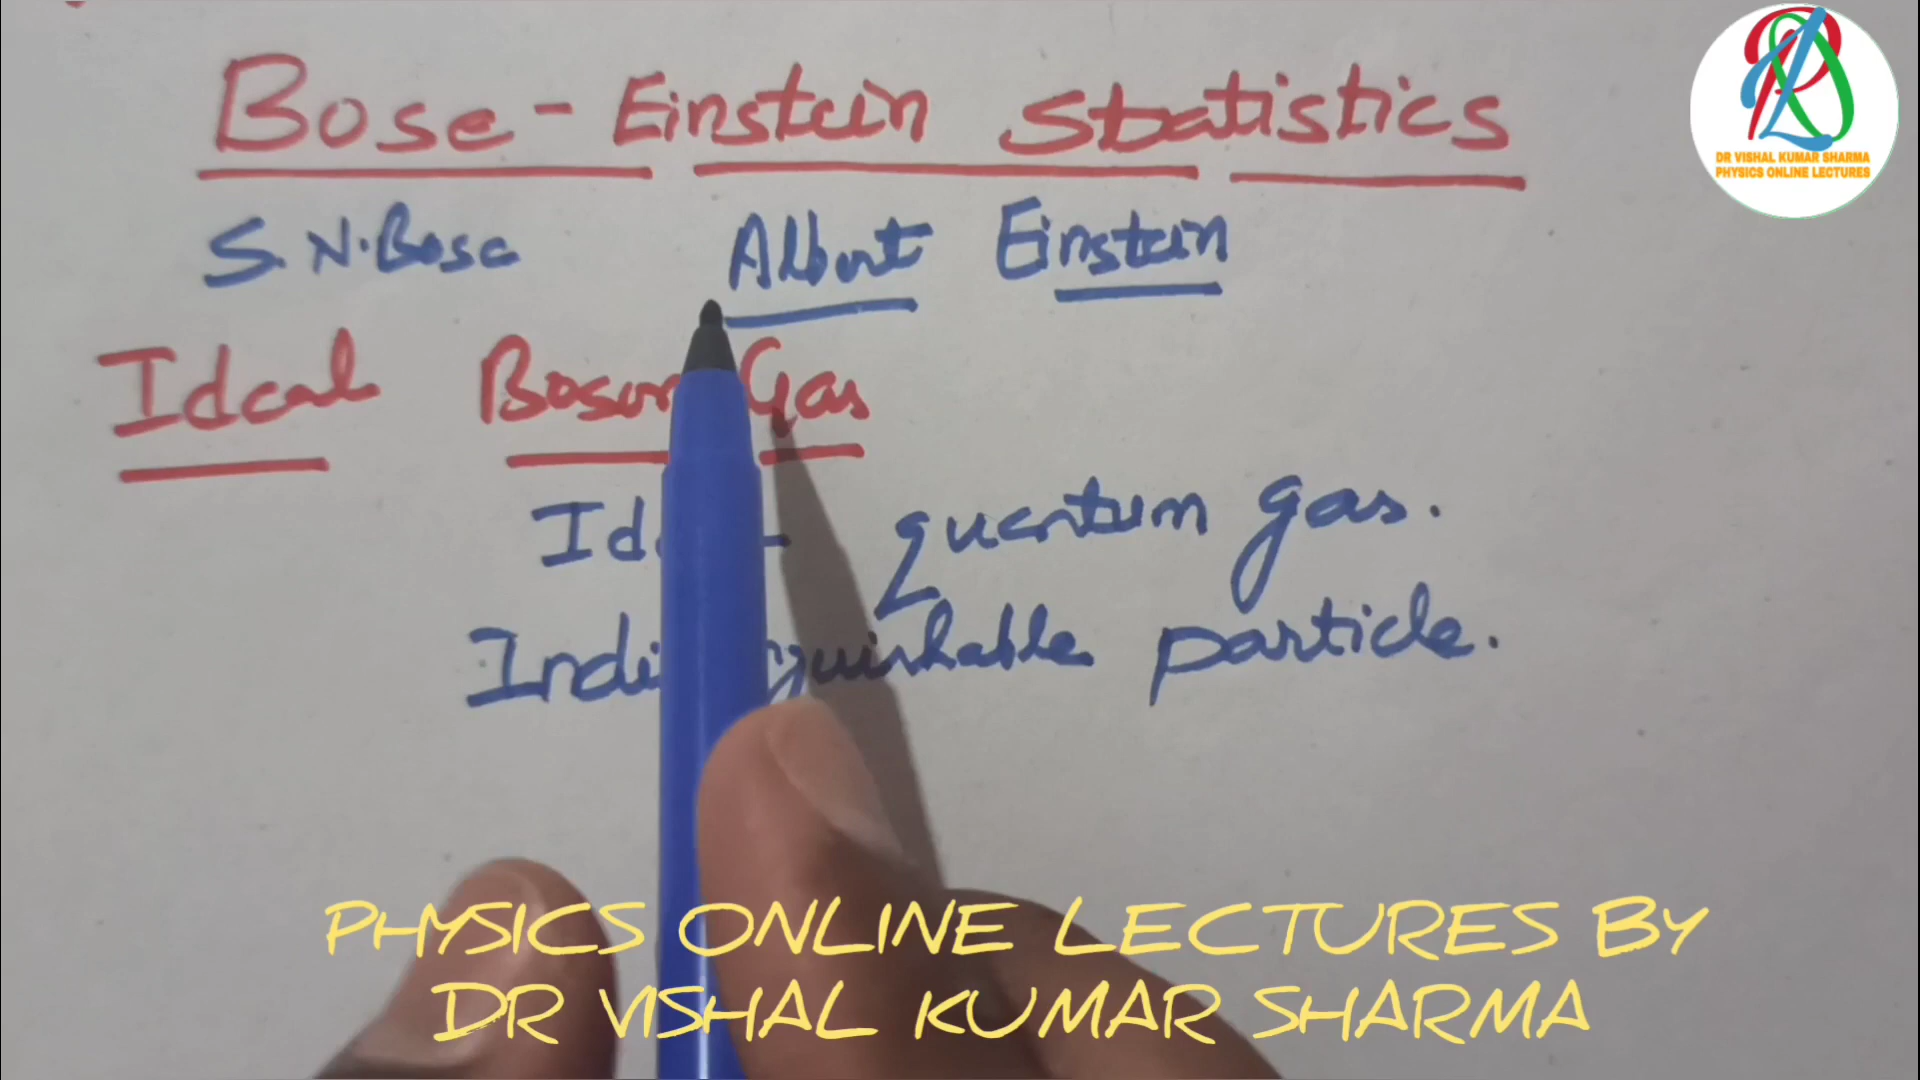 Bose - Einstein Statistics
S. N. Bose Albert Einstein
Ideal Boson Gas
quantum gas.
particle.
DR VISHAL KUMAR SHARMA
PHYSICS ONLINE LECTURES
PHYSICS ONLINE LECTURES BY
DR VISHAL KUMAR SHARMA